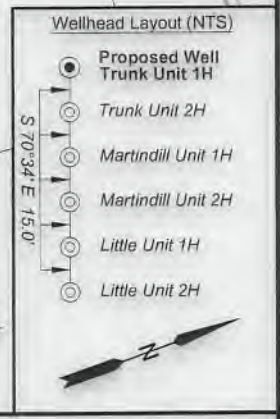 Wellhead Layout (NTS)
Proposed Well
Trunk Unit 1H
Trunk Unit 2H
Martindill Unit 1H
Martindill Unit 2H
Little Unit 1H
Little Unit 2H
S 70°34' E 15.0'
N